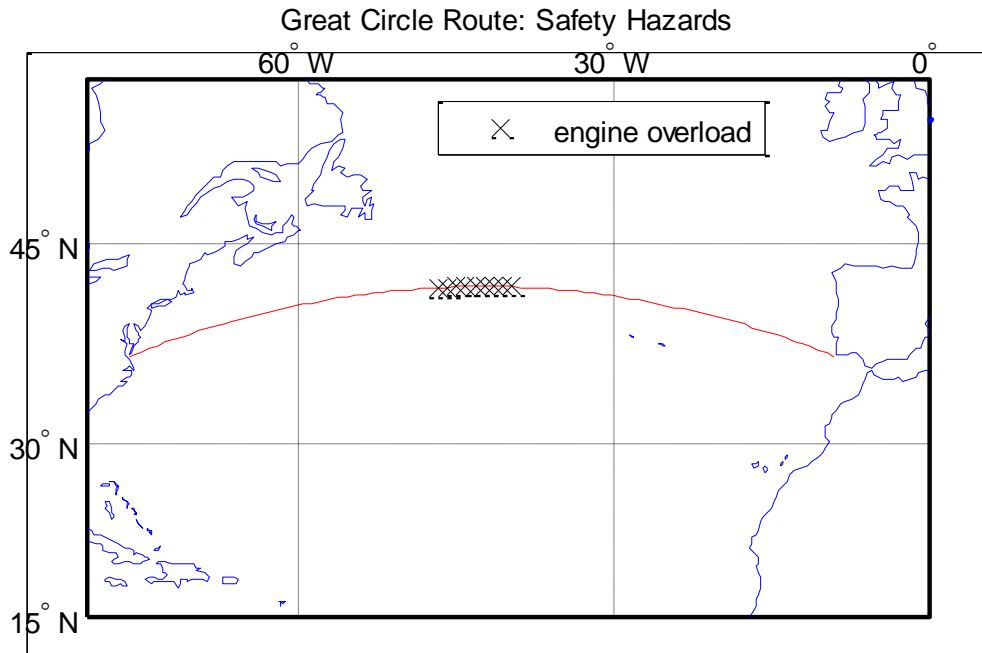 Great Circle Route: Safety Hazards
60° W 30° W 0°
engine overload
45° N
30° N
15° N